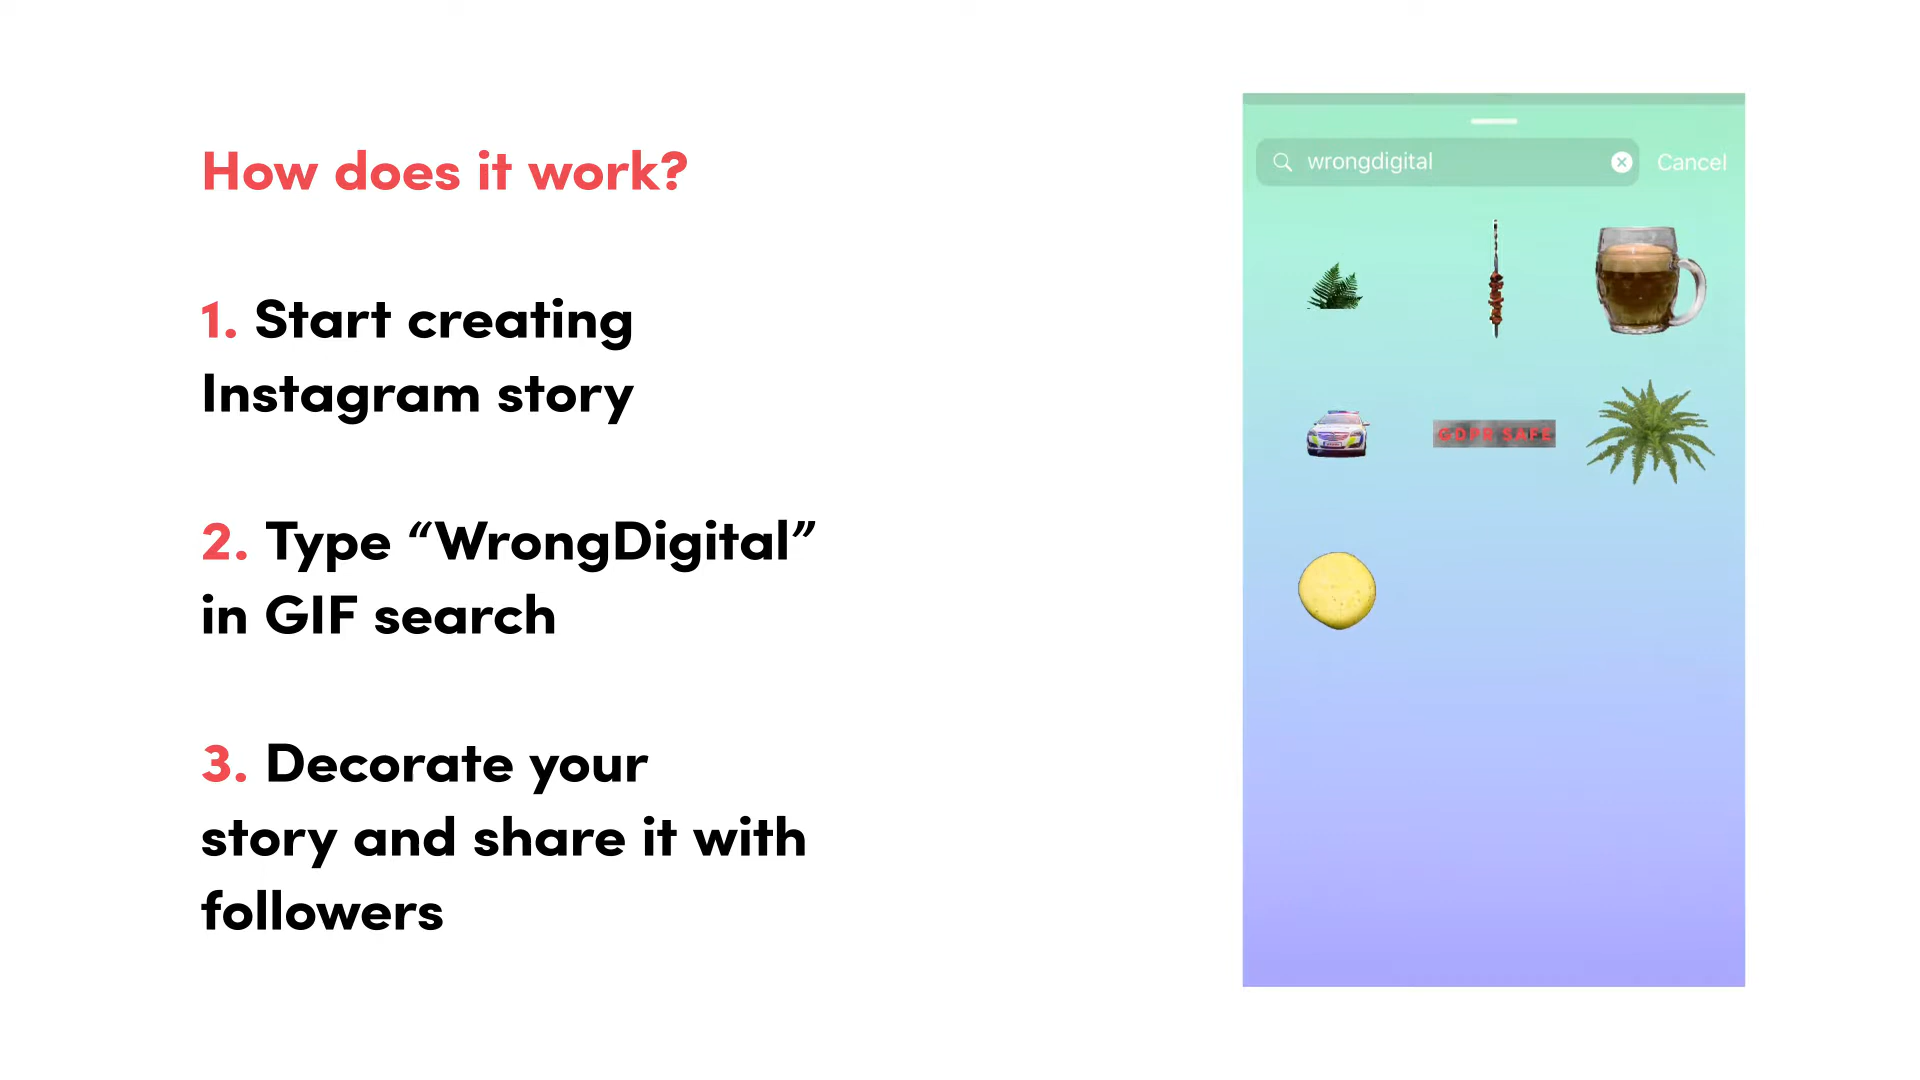 How does it work?
1. Start creating
Instagram story
2. Type “WrongDigital”
in GIF search
3. Decorate your
story and share it with
followers
wrongdigital
Cancel
GDPR SAFE